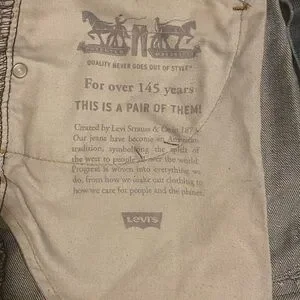 QUALITY NEVER GOES OUT OF STYLE
For over 145 years
THIS IS A PAIR OF THEM!
Created by Levi Strauss & Co. in 187
Our jeans have become an American
tradition, symbolizing the spirit of
the west to people all over the world.
Progress is woven into everything we
do, from how we make our clothing to
how we care for people and the planet.
LEVI'S